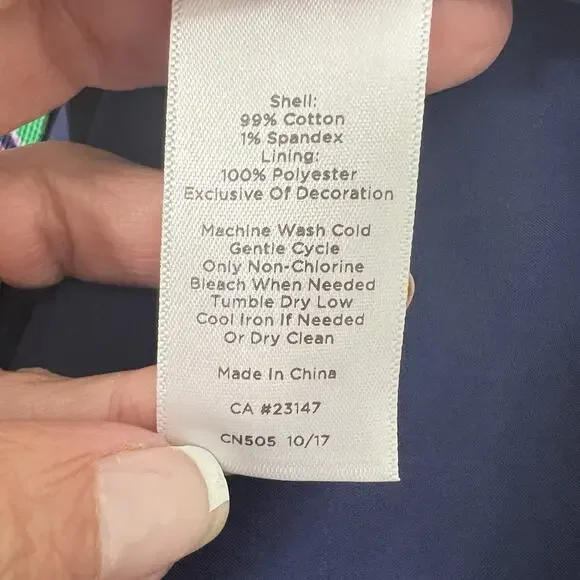 Shell:
99% Cotton
1% Spandex
Lining:
100% Polyester
Exclusive Of Decoration
Machine Wash Cold
Gentle Cycle
Only Non-Chlorine
Bleach When Needed
Tumble Dry Low
Cool Iron If Needed
Or Dry Clean
Made In China
CA #23147
CN505 10/17